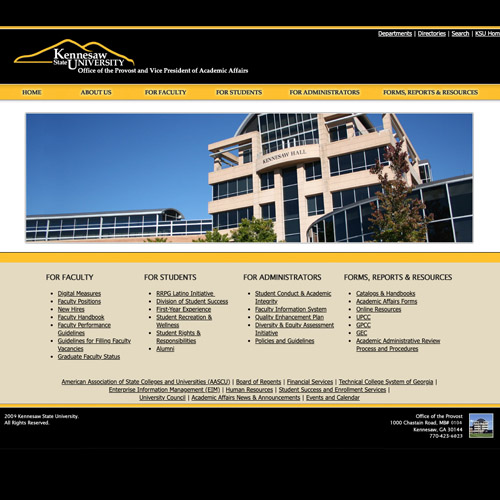 Departments | Directories | Search | KSU Hom
Kennesaw
State UNIVERSITY
Office of the Provost and Vice President of Academic Affairs
HOME ABOUT US FOR FACULTY FOR STUDENTS FOR ADMINISTRATORS FORMS, REPORTS & RESOURCES
KENNESAW HALL
FOR FACULTY
Digital Measures
Faculty Positions
New Hires
Faculty Handbook
Faculty Performance
Guidelines
Guidelines for Filling Faculty
Vacancies
Graduate Faculty Status
FOR STUDENTS
RRPG Latino Initiative
Division of Student Success
First-Year Experience
Student Recreation &
Wellness
Student Rights &
Responsibilities
Alumni
FOR ADMINISTRATORS
Student Conduct & Academic
Integrity
Faculty Information System
Quality Enhancement Plan
Diversity & Equity Assessment
Initiative
Policies and Guidelines
FORMS, REPORTS & RESOURCES
Catalogs & Handbooks
Academic Affairs Forms
Online Resources
UPCC
GPCC
GEC
Academic Administrative Review
Process and Procedures
American Association of State Colleges and Universities (AASCU) | Board of Regents | Financial Services | Technical College System of Georgia |
Enterprise Information Management (EIM) | Human Resources | Student Success and Enrollment Services |
University Council | Academic Affairs News & Announcements | Events and Calendar
2009 Kennesaw State University.
All Rights Reserved.
Office of the Provost
1000 Chastain Road, MB# 0104
Kennesaw, GA 30144
770-423-6023